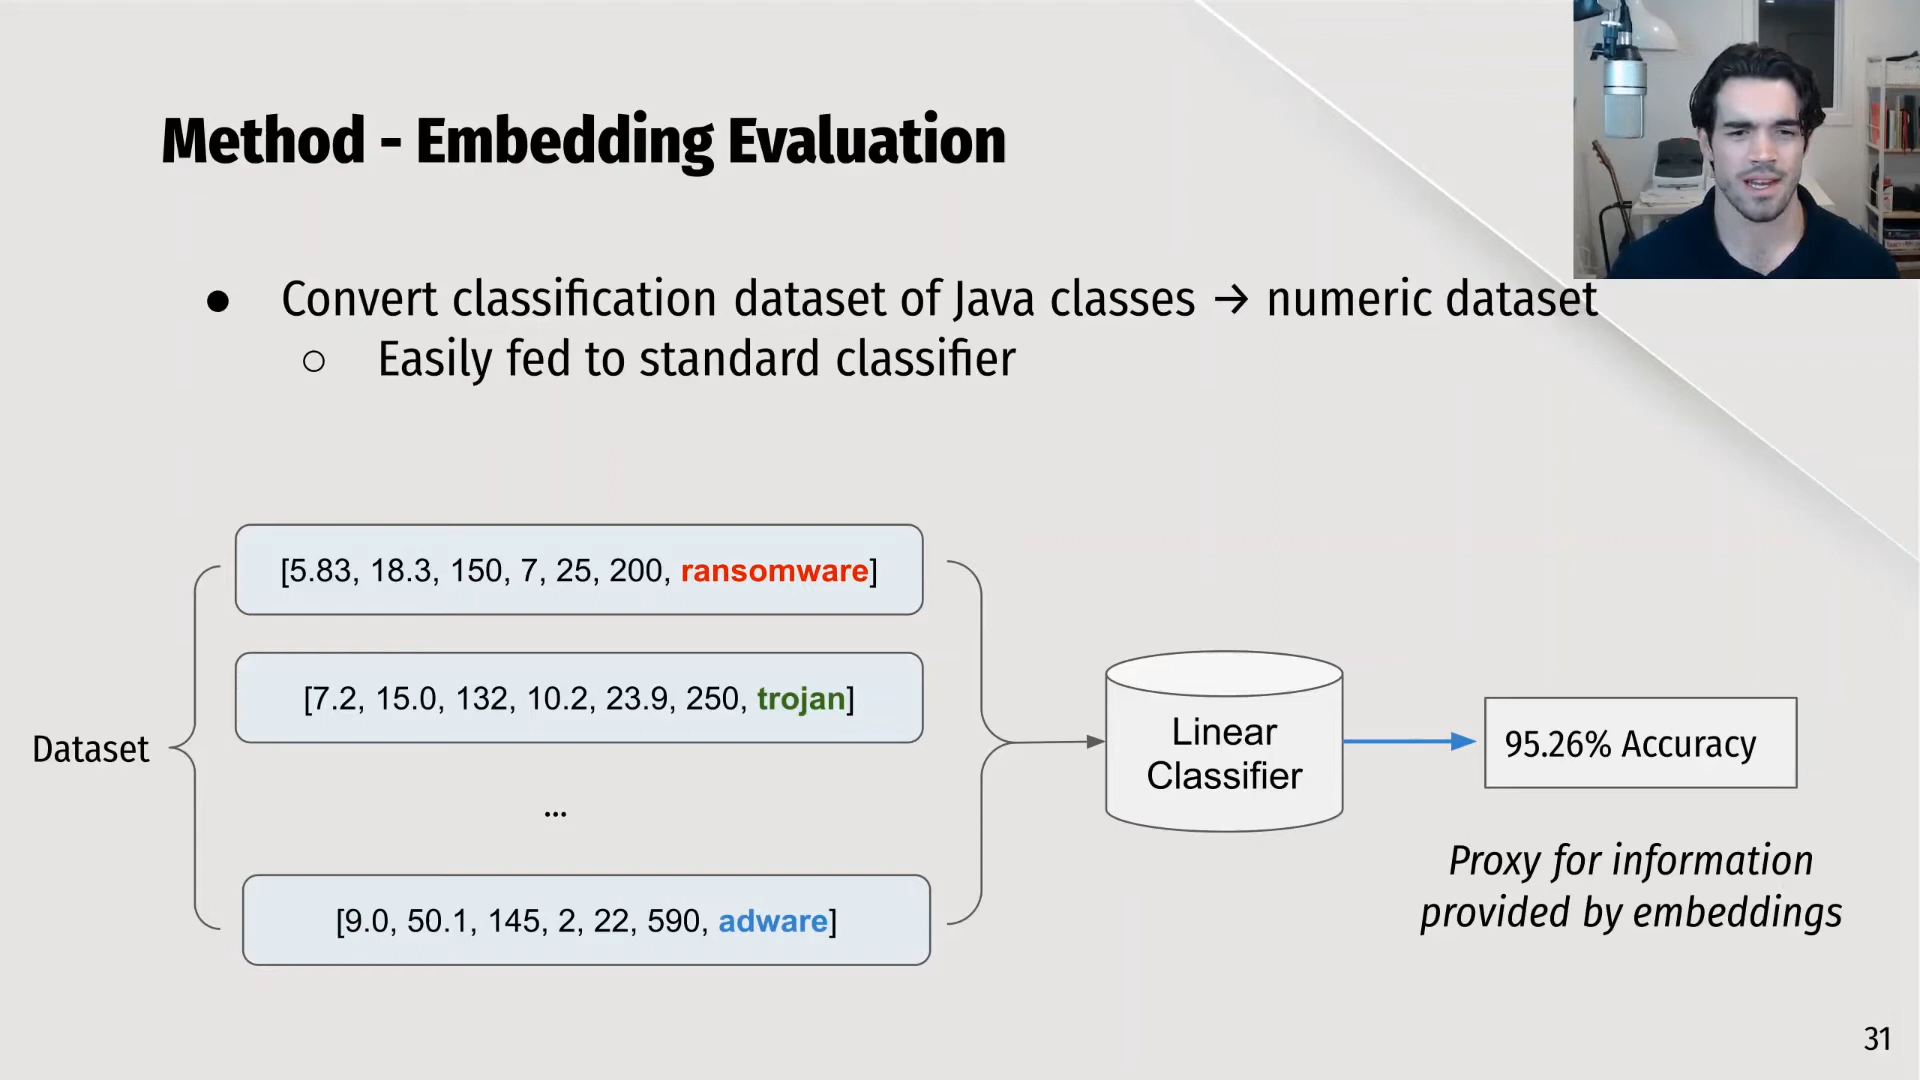 Method - Embedding Evaluation
● Convert classification dataset of Java classes → numeric dataset
○ Easily fed to standard classifier
[5.83, 18.3, 150, 7, 25, 200, ransomware]
[7.2, 15.0, 132, 10.2, 23.9, 250, trojan]
Dataset
...
[9.0, 50.1, 145, 2, 22, 590, adware]
Linear
Classifier
95.26% Accuracy
Proxy for information
provided by embeddings
31